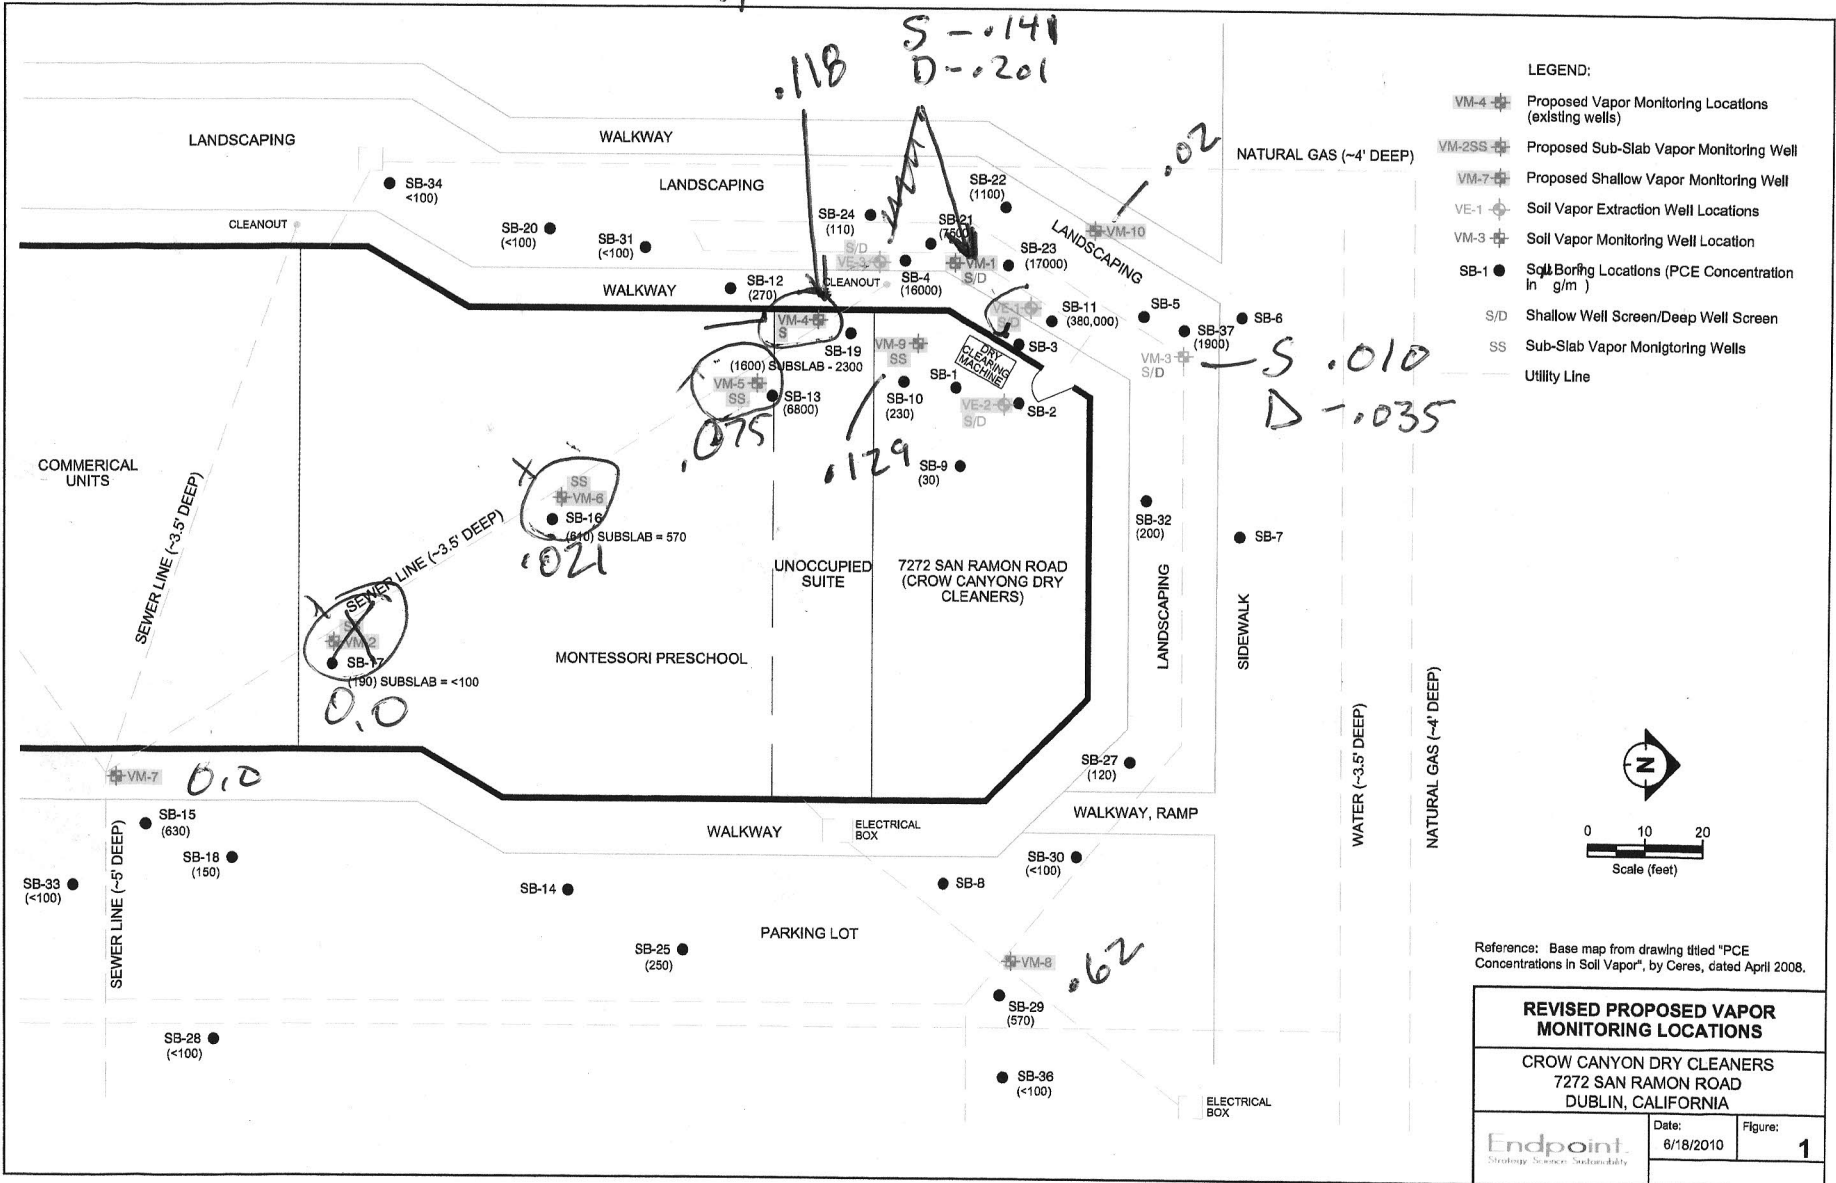 S - .141
D - .201
.118
.02
LEGEND:
VM-4 Proposed Vapor Monitoring Locations
(existing wells)
VM-2SS Proposed Sub-Slab Vapor Monitoring Well
VM-7 Proposed Shallow Vapor Monitoring Well
VE-1 Soil Vapor Extraction Well Locations
VM-3 Soil Vapor Monitoring Well Location
SB-1 Soil Boring Locations (PCE Concentration
in g/m )
S/D Shallow Well Screen/Deep Well Screen
SS Sub-Slab Vapor Monigtoring Wells
Utility Line
LANDSCAPING
WALKWAY
NATURAL GAS (~4' DEEP)
SB-34
<100)
LANDSCAPING
SB-22
(1100)
CLEANOUT
SB-20
(<100)
SB-31
(<100)
SB-24
(110)
SB-21
(7500)
LANDSCAPING
VM-10
S/D
VE-3
SB-4
(16000)
VM-1
S/D
SB-23
(17000)
WALKWAY
SB-12
(270)
CLEANOUT
VE-1
S/D
SB-11
(380,000)
SB-5
SB-6
SB-37
(1900)
VM-4
S
SB-19
(1600) SUBSLAB - 2300
VM-9
SS
SB-3
DRY
CLEARING
MACHINE
VM-3
S/D
S .010
D - .035
VM-5
SS
SB-13
(6800)
SB-10
(230)
SB-1
VE-2
S/D
SB-2
.075
.129
SB-9
(30)
COMMERICAL
UNITS
SS
VM-6
SB-16
(610) SUBSLAB = 570
.021
SB-32
(200)
SB-7
SEWER LINE (~3.5' DEEP)
SEWER LINE (~3.5' DEEP)
UNOCCUPIED
SUITE
7272 SAN RAMON ROAD
(CROW CANYONG DRY
CLEANERS)
LANDSCAPING
SIDEWALK
SS
VM-2
SB-17
(190) SUBSLAB = <100
0.0
MONTESSORI PRESCHOOL
WATER (~3.5' DEEP)
NATURAL GAS (~4' DEEP)
N
VM-7
0.0
SB-27
(120)
SB-15
(630)
WALKWAY
ELECTRICAL
BOX
WALKWAY, RAMP
0 10 20
Scale (feet)
SB-18
(150)
SB-33
(<100)
SEWER LINE (~5' DEEP)
SB-14
SB-8
SB-30
(<100)
SB-25
(250)
PARKING LOT
VM-8
.62
SB-29
(570)
SB-28
(<100)
SB-36
(<100)
ELECTRICAL
BOX
Reference: Base map from drawing titled "PCE
Concentrations in Soil Vapor", by Ceres, dated April 2008.
REVISED PROPOSED VAPOR
MONITORING LOCATIONS
CROW CANYON DRY CLEANERS
7272 SAN RAMON ROAD
DUBLIN, CALIFORNIA
Endpoint.
Strategy Science Sustainability
Date:
6/18/2010
Figure:
1